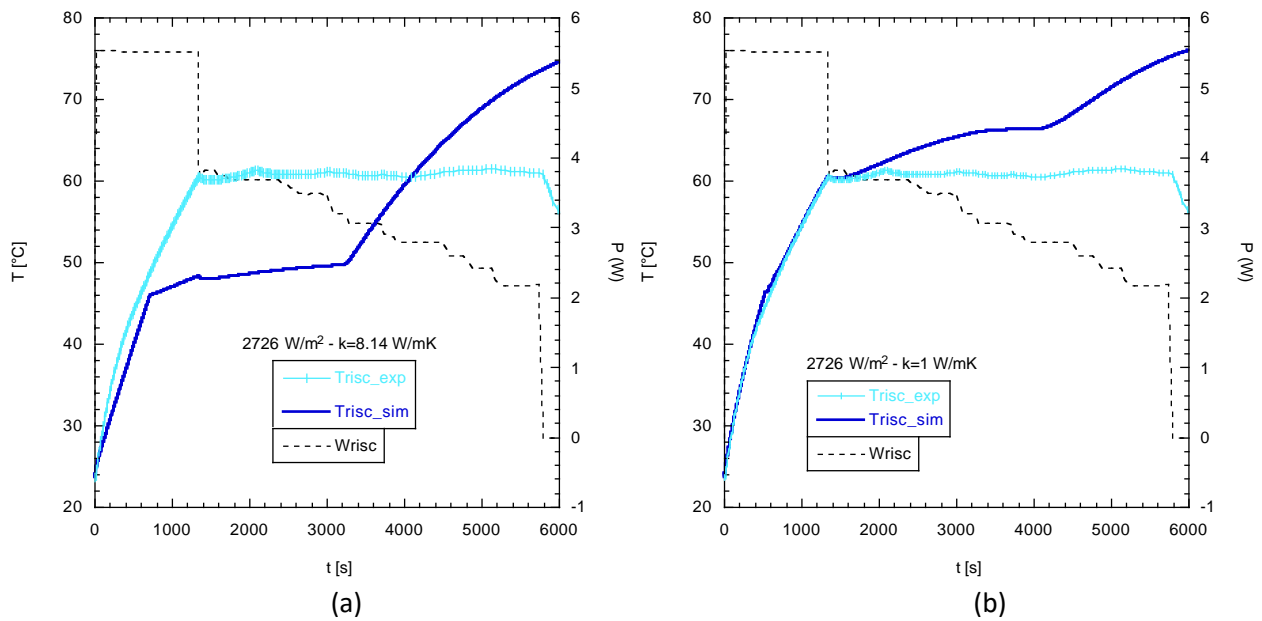 80
70
60
50
40
30
20
T [°C]
6
5
4
3
2
1
0
-1
P (W)
0 1000 2000 3000 4000 5000 6000
t [s]
2726 W/m² - k=8.14 W/mK
Trisc_exp
Trisc_sim
Wrisc
(a)
80
70
60
50
40
30
20
T [°C]
6
5
4
3
2
1
0
-1
P (W)
0 1000 2000 3000 4000 5000 6000
t [s]
2726 W/m² - k=1 W/mK
Trisc_exp
Trisc_sim
Wrisc
(b)